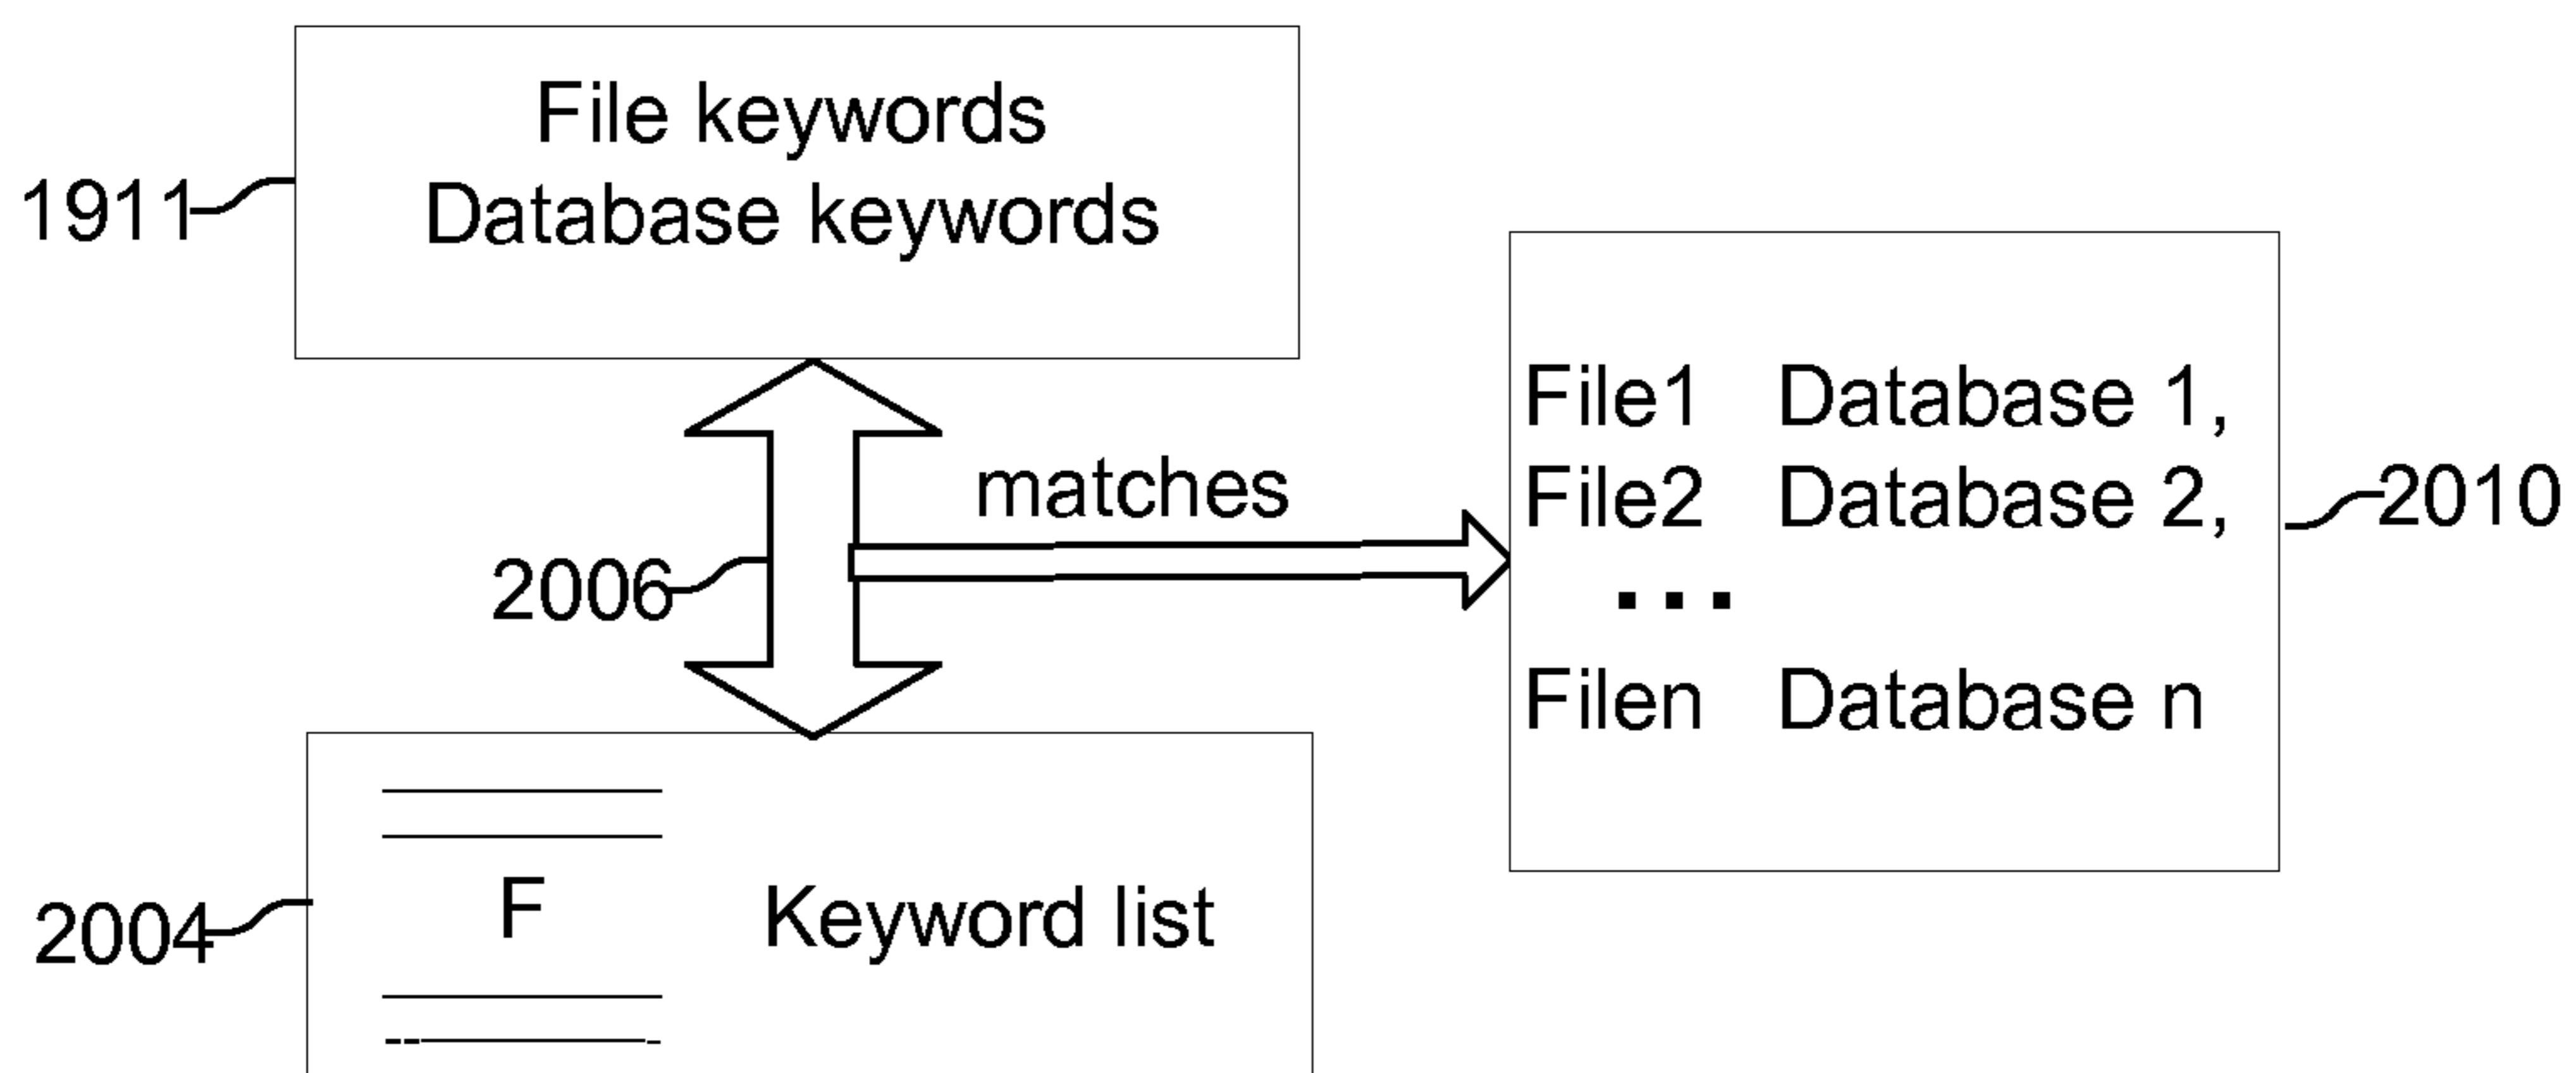 File keywords
Database keywords
1911
File1 Database 1,
matches
File2 Database 2,
2010
2006
...
Filen Database n
F
Keyword list
2004